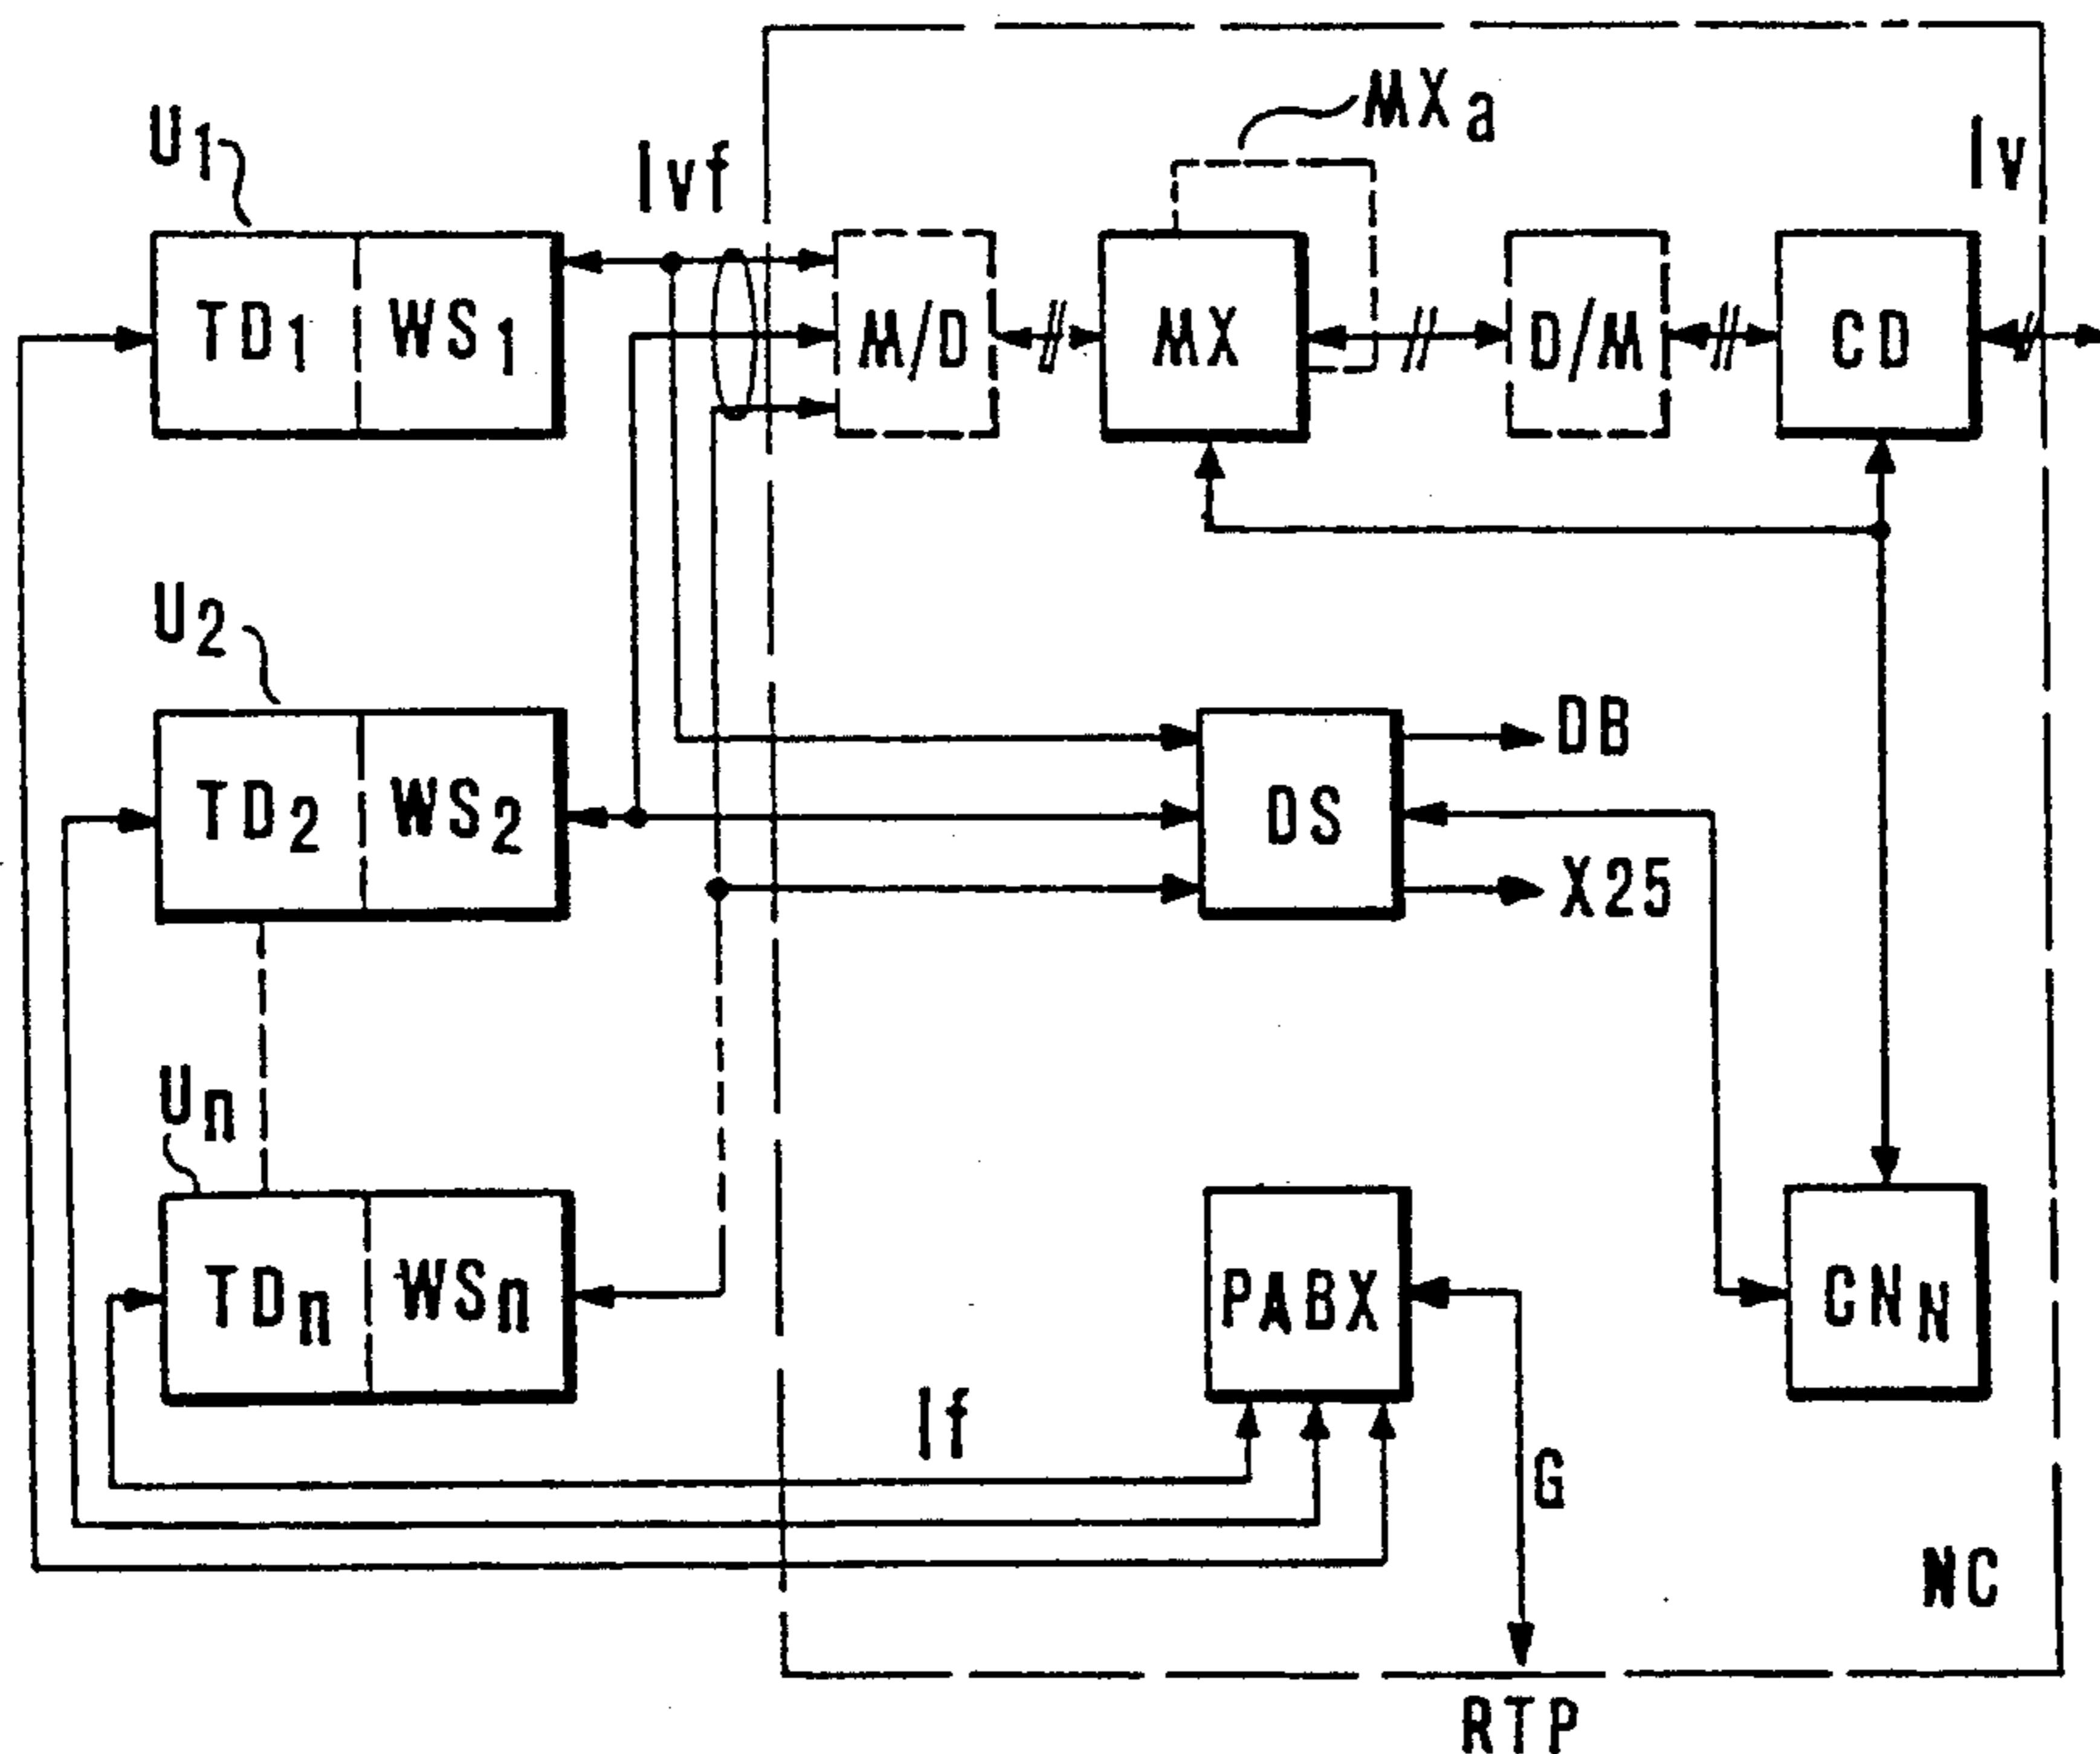 U1
lvf
MXa
lv
TD1
WS1
M/D
MX
D/M
CD
U2
TD2
WS2
DS
DB
X25
Un
TDn
WSn
PABX
CNN
lf
G
NC
RTP